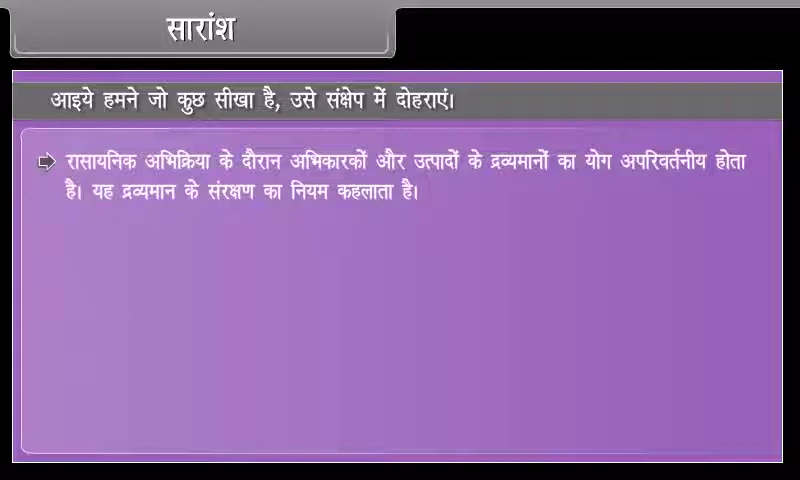 सारांश
आइये हमने जो कुछ सीखा है, उसे संक्षेप में दोहराएं।
रासायनिक अभिक्रिया के दौरान अभिकारकों और उत्पादों के द्रव्यमानों का योग अपरिवर्तनीय होता
है। यह द्रव्यमान के संरक्षण का नियम कहलाता है।